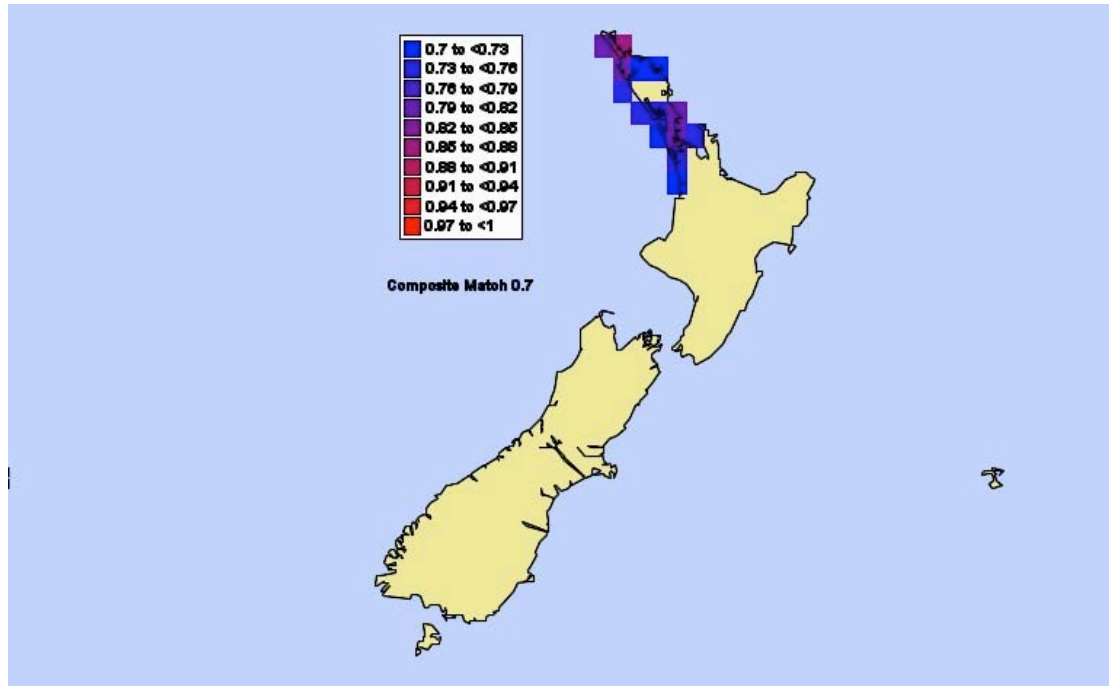 0.7 to <0.73
0.73 to <0.76
0.76 to <0.79
0.79 to <0.82
0.82 to <0.85
0.85 to <0.88
0.88 to <0.91
0.91 to <0.94
0.94 to <0.97
0.97 to <1
Composite Match 0.7